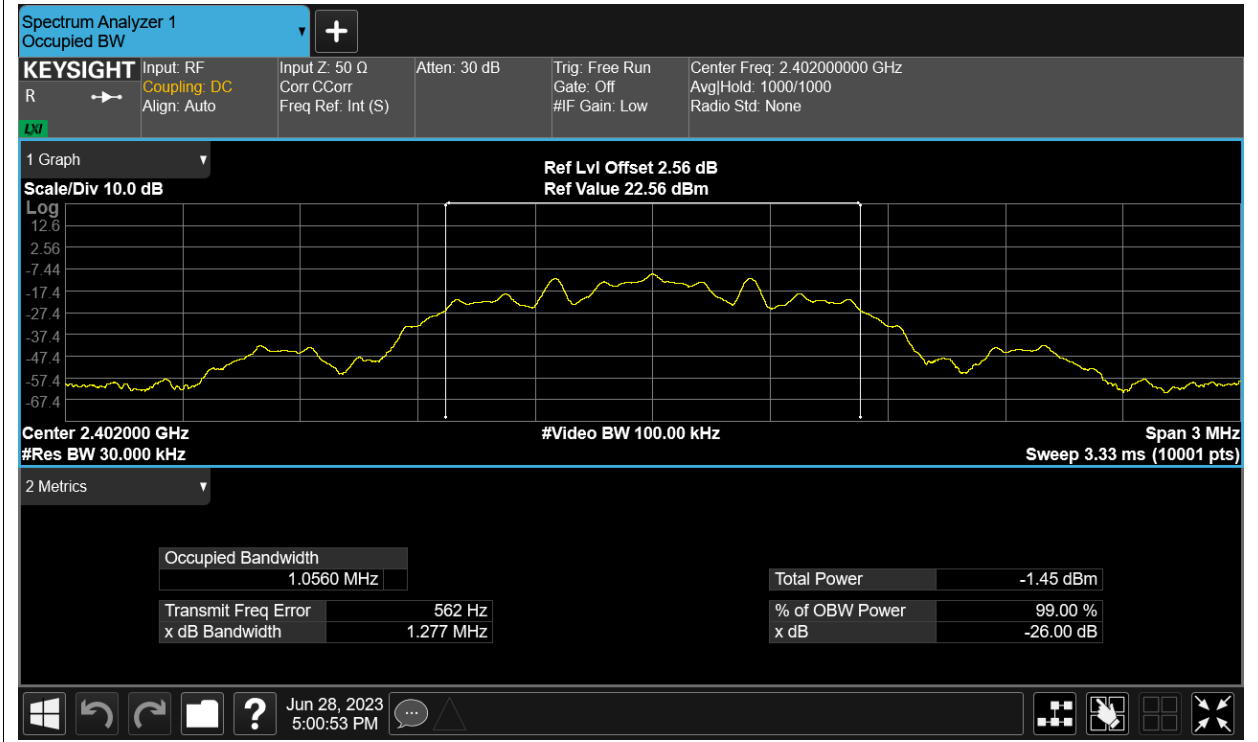 Spectrum Analyzer 1
Occupied BW
KEYSIGHT
R
LXI
Input: RF
Coupling: DC
Align: Auto
Input Z: 50 Ω
Corr CCorr
Freq Ref: Int (S)
Atten: 30 dB
Trig: Free Run
Gate: Off
#IF Gain: Low
Center Freq: 2.402000000 GHz
Avg|Hold: 1000/1000
Radio Std: None
1 Graph
Scale/Div 10.0 dB
Ref Lvl Offset 2.56 dB
Ref Value 22.56 dBm
Log
12.6
2.56
-7.44
-17.4
-27.4
-37.4
-47.4
-57.4
-67.4
Center 2.402000 GHz
#Video BW 100.00 kHz
Span 3 MHz
#Res BW 30.000 kHz
Sweep 3.33 ms (10001 pts)
2 Metrics
Occupied Bandwidth
1.0560 MHz
Total Power -1.45 dBm
Transmit Freq Error 562 Hz
% of OBW Power 99.00 %
x dB Bandwidth 1.277 MHz
x dB -26.00 dB
?
Jun 28, 2023
5:00:53 PM